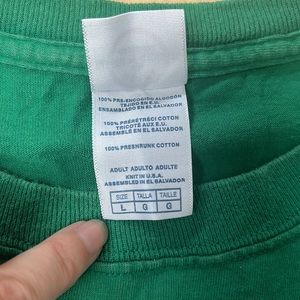 100% PRE-ENCOGIDO ALGODÓN
TEJIDO EN E.U.
ENSAMBLADO EN EL SALVADOR
100% PRÉRÉTRÉCI COTON
TRICOTÉ AUX E.U.
ASSEMBLÉ EN EL SALVADOR
100% PRESHRUNK COTTON
ADULT ADULTO ADULTE
KNIT IN U.S.A.
ASSEMBLED IN EL SALVADOR
SIZE TALLA TAILLE
L G G